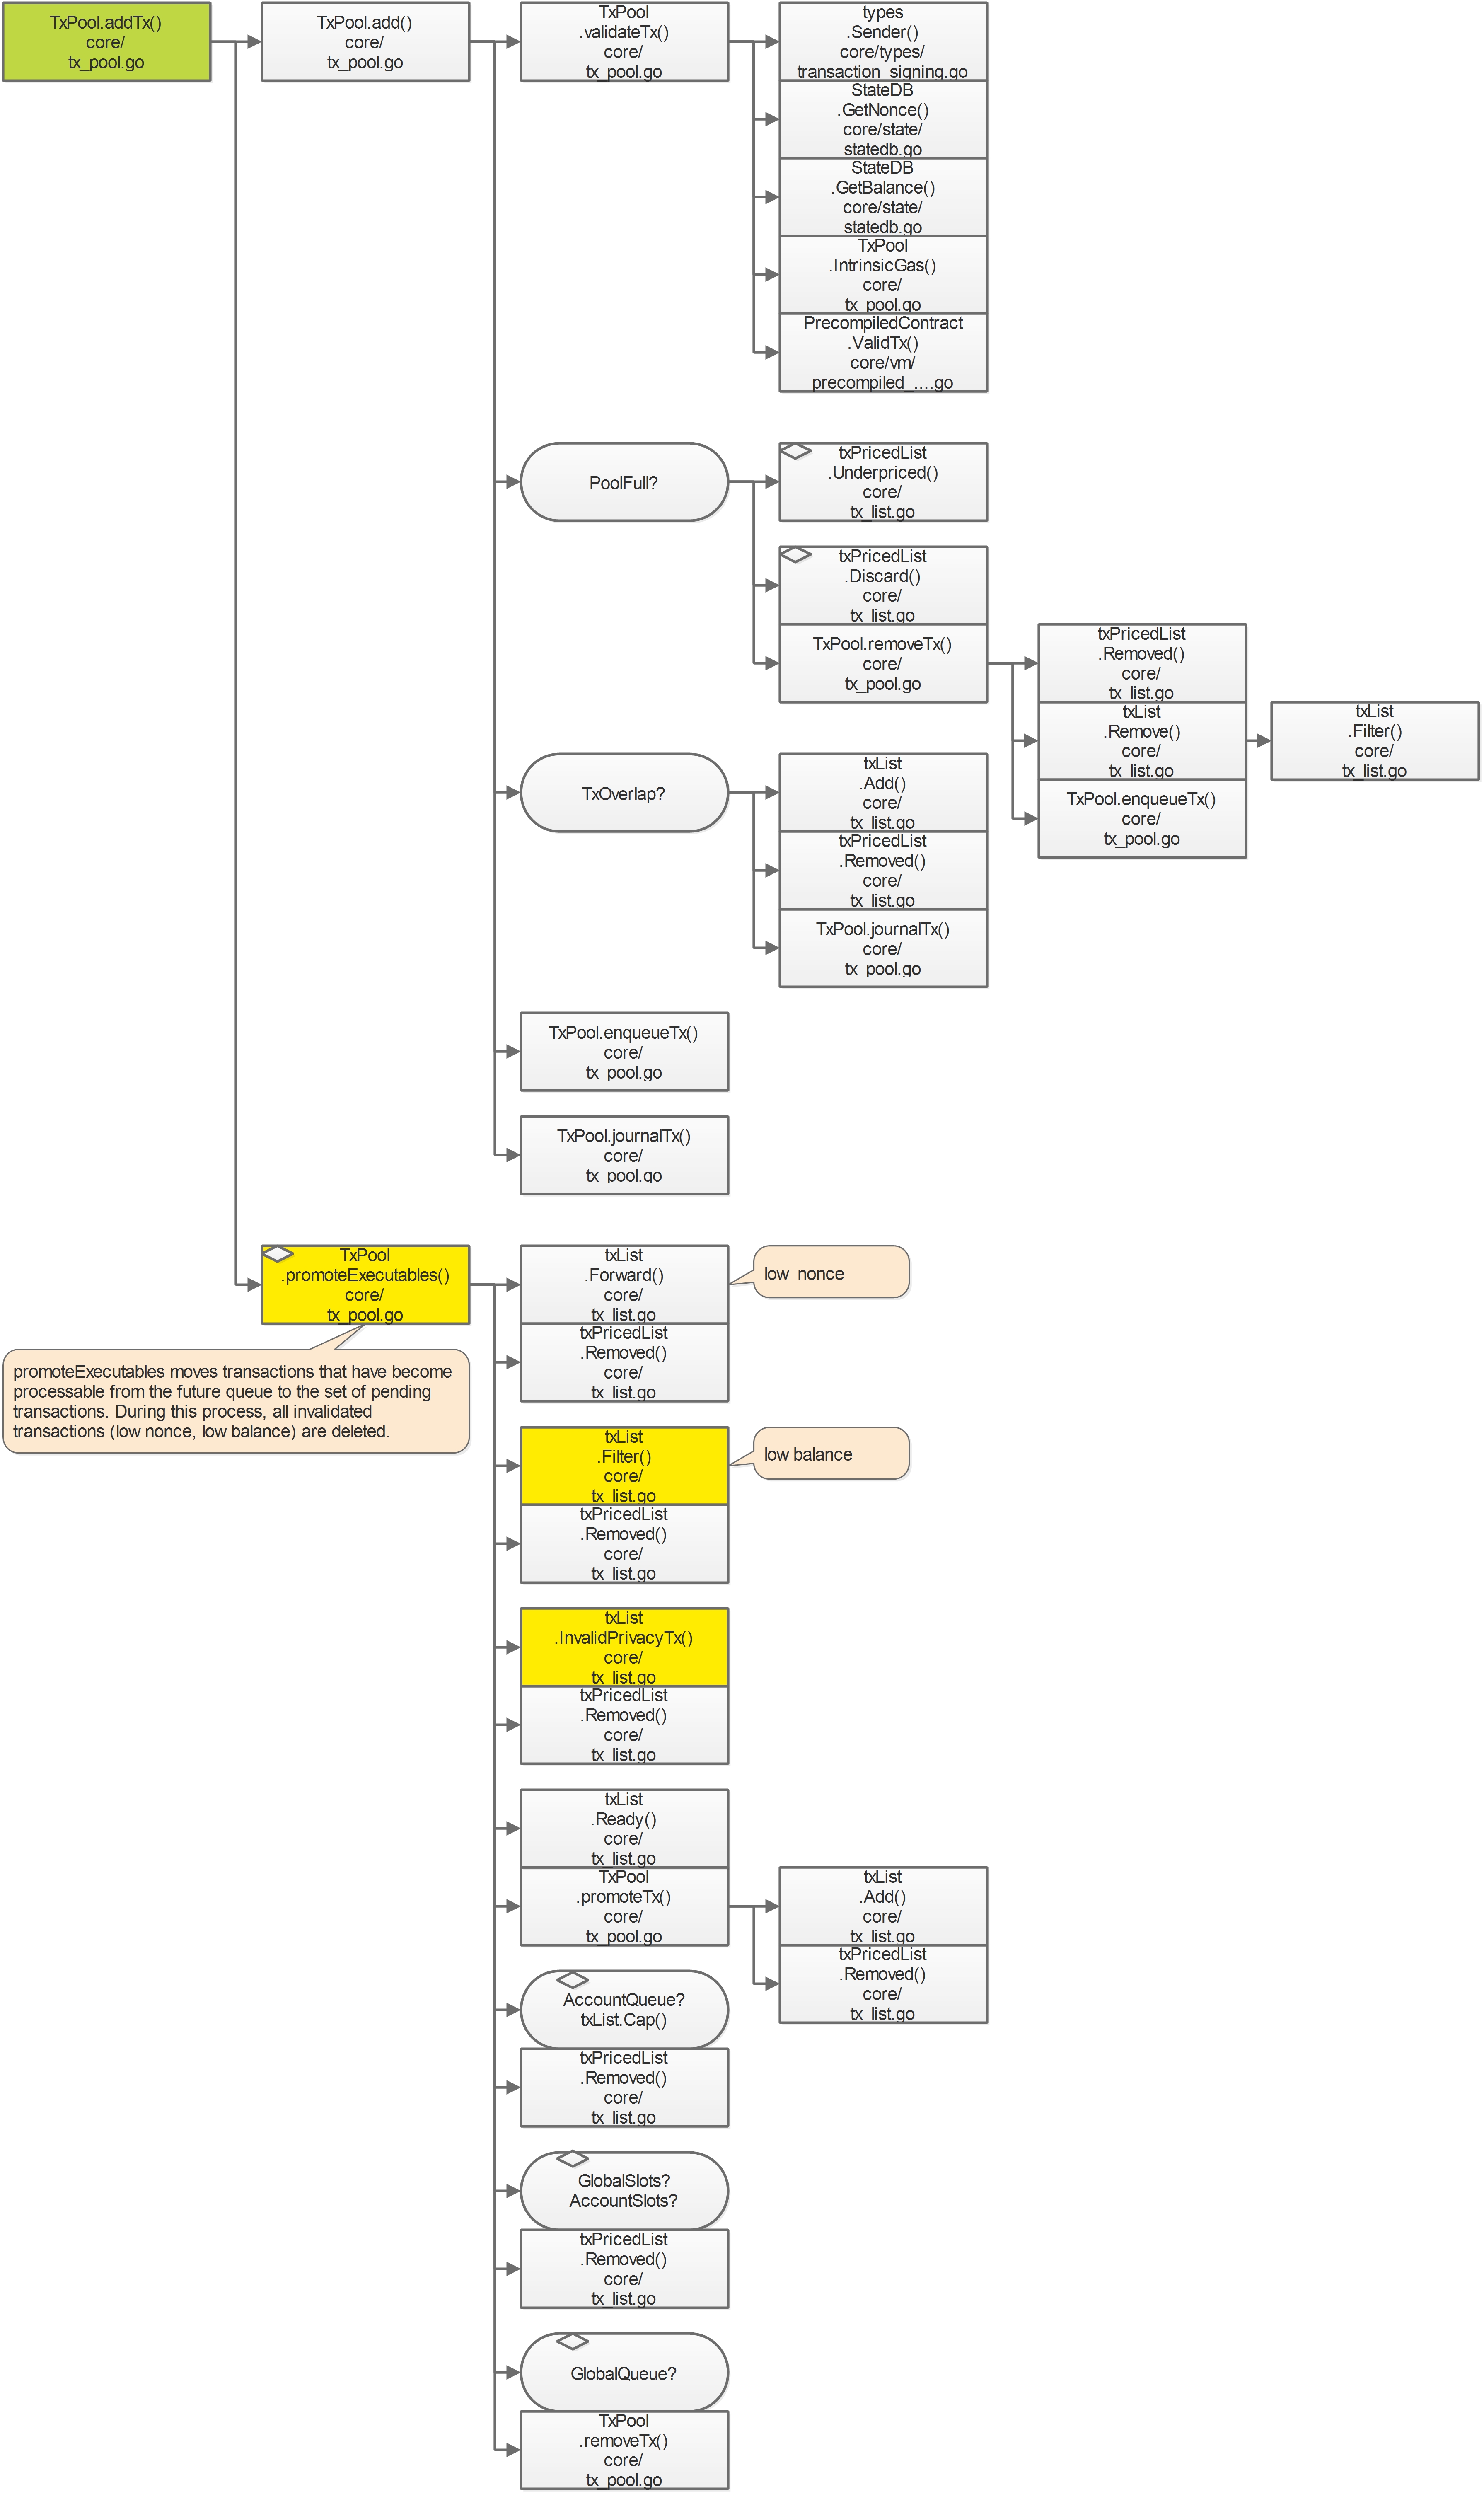 TxPool.addTx()
core/
tx_pool.go
TxPool.add()
core/
tx_pool.go
TxPool
.validateTx()
core/
tx_pool.go
types
.Sender()
core/types/
transaction_signing.go
StateDB
.GetNonce()
core/state/
statedb.go
StateDB
.GetBalance()
core/state/
statedb.go
TxPool
.IntrinsicGas()
core/
tx_pool.go
PrecompiledContract
.ValidTx()
core/vm/
precompiled_....go
PoolFull?
txPricedList
.Underpriced()
core/
tx_list.go
txPricedList
.Discard()
core/
tx_list.go
TxPool.removeTx()
core/
tx_pool.go
txPricedList
.Removed()
core/
tx_list.go
txList
.Remove()
core/
tx_list.go
txList
.Filter()
core/
tx_list.go
TxPool.enqueueTx()
core/
tx_pool.go
TxOverlap?
txList
.Add()
core/
tx_list.go
txPricedList
.Removed()
core/
tx_list.go
TxPool.journalTx()
core/
tx_pool.go
TxPool.enqueueTx()
core/
tx_pool.go
TxPool.journalTx()
core/
tx_pool.go
TxPool
.promoteExecutables()
core/
tx_pool.go
promoteExecutables moves transactions that have become
processable from the future queue to the set of pending
transactions. During this process, all invalidated
transactions (low nonce, low balance) are deleted.
txList
.Forward()
core/
tx_list.go
low nonce
txPricedList
.Removed()
core/
tx_list.go
txList
.Filter()
core/
tx_list.go
low balance
txPricedList
.Removed()
core/
tx_list.go
txList
.InvalidPrivacyTx()
core/
tx_list.go
txPricedList
.Removed()
core/
tx_list.go
txList
.Ready()
core/
tx_list.go
TxPool
.promoteTx()
core/
tx_pool.go
txList
.Add()
core/
tx_list.go
txPricedList
.Removed()
core/
tx_list.go
AccountQueue?
txList.Cap()
txPricedList
.Removed()
core/
tx_list.go
GlobalSlots?
AccountSlots?
txPricedList
.Removed()
core/
tx_list.go
GlobalQueue?
TxPool
.removeTx()
core/
tx_pool.go